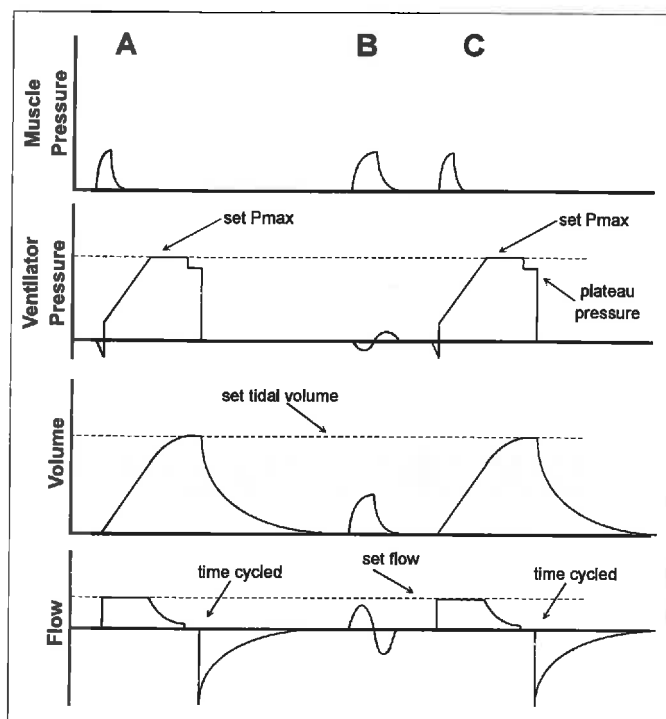 A B C
Muscle
Pressure
set Pmax
set Pmax
Ventilator
Pressure
plateau
pressure
set tidal volume
Volume
time cycled
set flow
time cycled
Flow